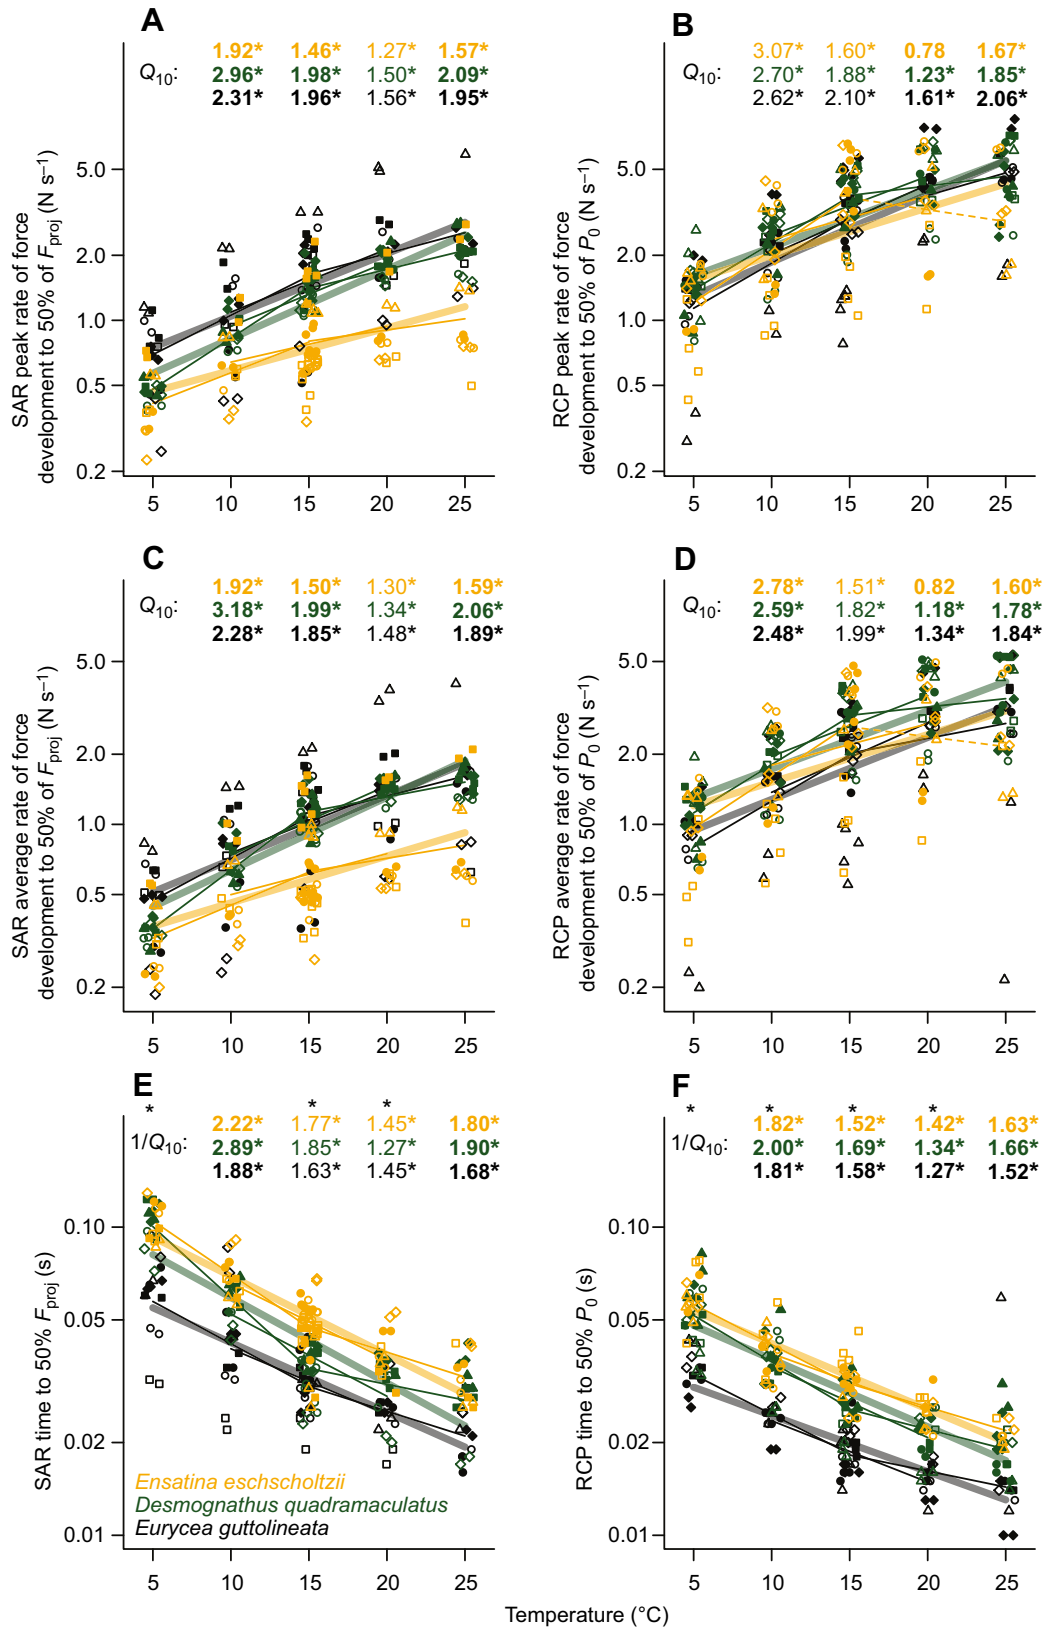 A
1.92* 1.46* 1.27* 1.57*
Q10: 2.96* 1.98* 1.50* 2.09*
2.31* 1.96* 1.56* 1.95*
5.0
2.0
1.0
0.5
0.2
SAR peak rate of force
development to 50% of Fproj (N s–1)
5 10 15 20 25
B
3.07* 1.60* 0.78 1.67*
Q10: 2.70* 1.88* 1.23* 1.85*
2.62* 2.10* 1.61* 2.06*
5.0
2.0
1.0
0.5
0.2
RCP peak rate of force
development to 50% of P0 (N s–1)
5 10 15 20 25
C
1.92* 1.50* 1.30* 1.59*
Q10: 3.18* 1.99* 1.34* 2.06*
2.28* 1.85* 1.48* 1.89*
5.0
2.0
1.0
0.5
0.2
SAR average rate of force
development to 50% of Fproj (N s–1)
5 10 15 20 25
D
2.78* 1.51* 0.82 1.60*
Q10: 2.59* 1.82* 1.18* 1.78*
2.48* 1.99* 1.34* 1.84*
5.0
2.0
1.0
0.5
0.2
RCP average rate of force
development to 50% of P0 (N s–1)
5 10 15 20 25
E
* * *
2.22* 1.77* 1.45* 1.80*
1/Q10: 2.89* 1.85* 1.27* 1.90*
1.88* 1.63* 1.45* 1.68*
0.10
0.05
0.02
0.01
SAR time to 50% Fproj (s)
Ensatina eschscholtzii
Desmognathus quadramaculatus
Eurycea guttolineata
5 10 15 20 25
F
* * * *
1.82* 1.52* 1.42* 1.63*
1/Q10: 2.00* 1.69* 1.34* 1.66*
1.81* 1.58* 1.27* 1.52*
0.10
0.05
0.02
0.01
RCP time to 50% P0 (s)
5 10 15 20 25
Temperature (°C)